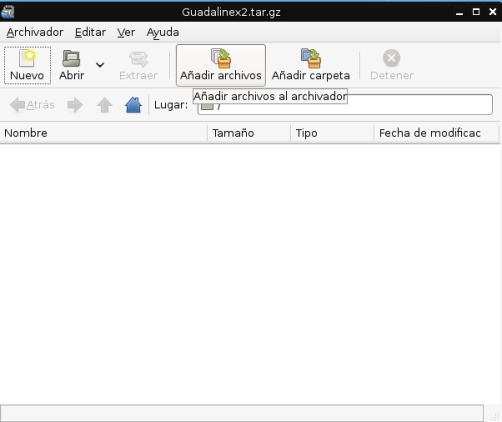 Guadalinex2.tar.gz
Archivador Editar Ver Ayuda
Nuevo Abrir Extraer Añadir archivos Añadir carpeta Detener
Atrás Lugar: /
Añadir archivos al archivador
Nombre Tamaño Tipo Fecha de modificac